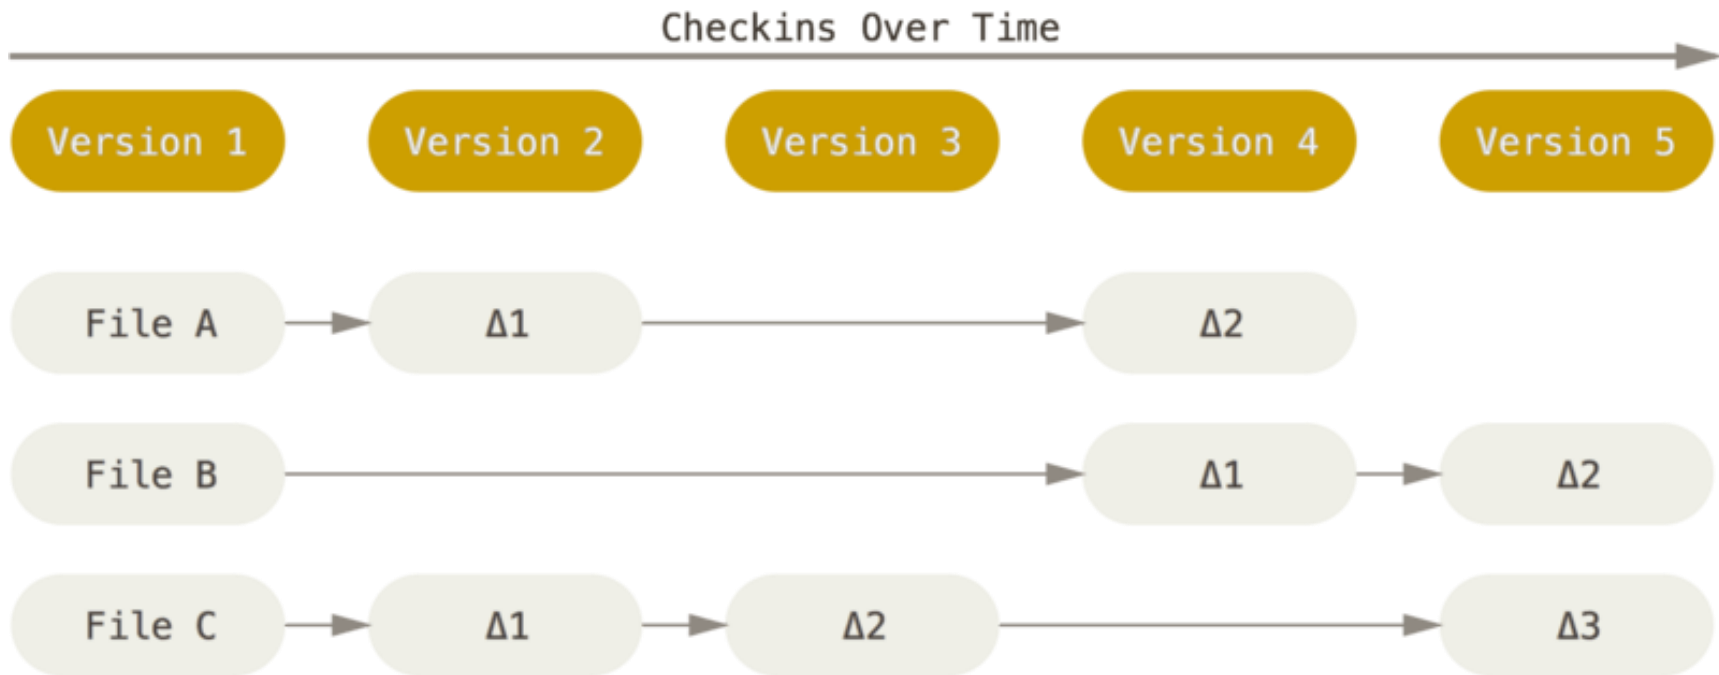 Checkins Over Time
Version 1 Version 2 Version 3 Version 4 Version 5
File A Δ1 Δ2
File B Δ1 Δ2
File C Δ1 Δ2 Δ3